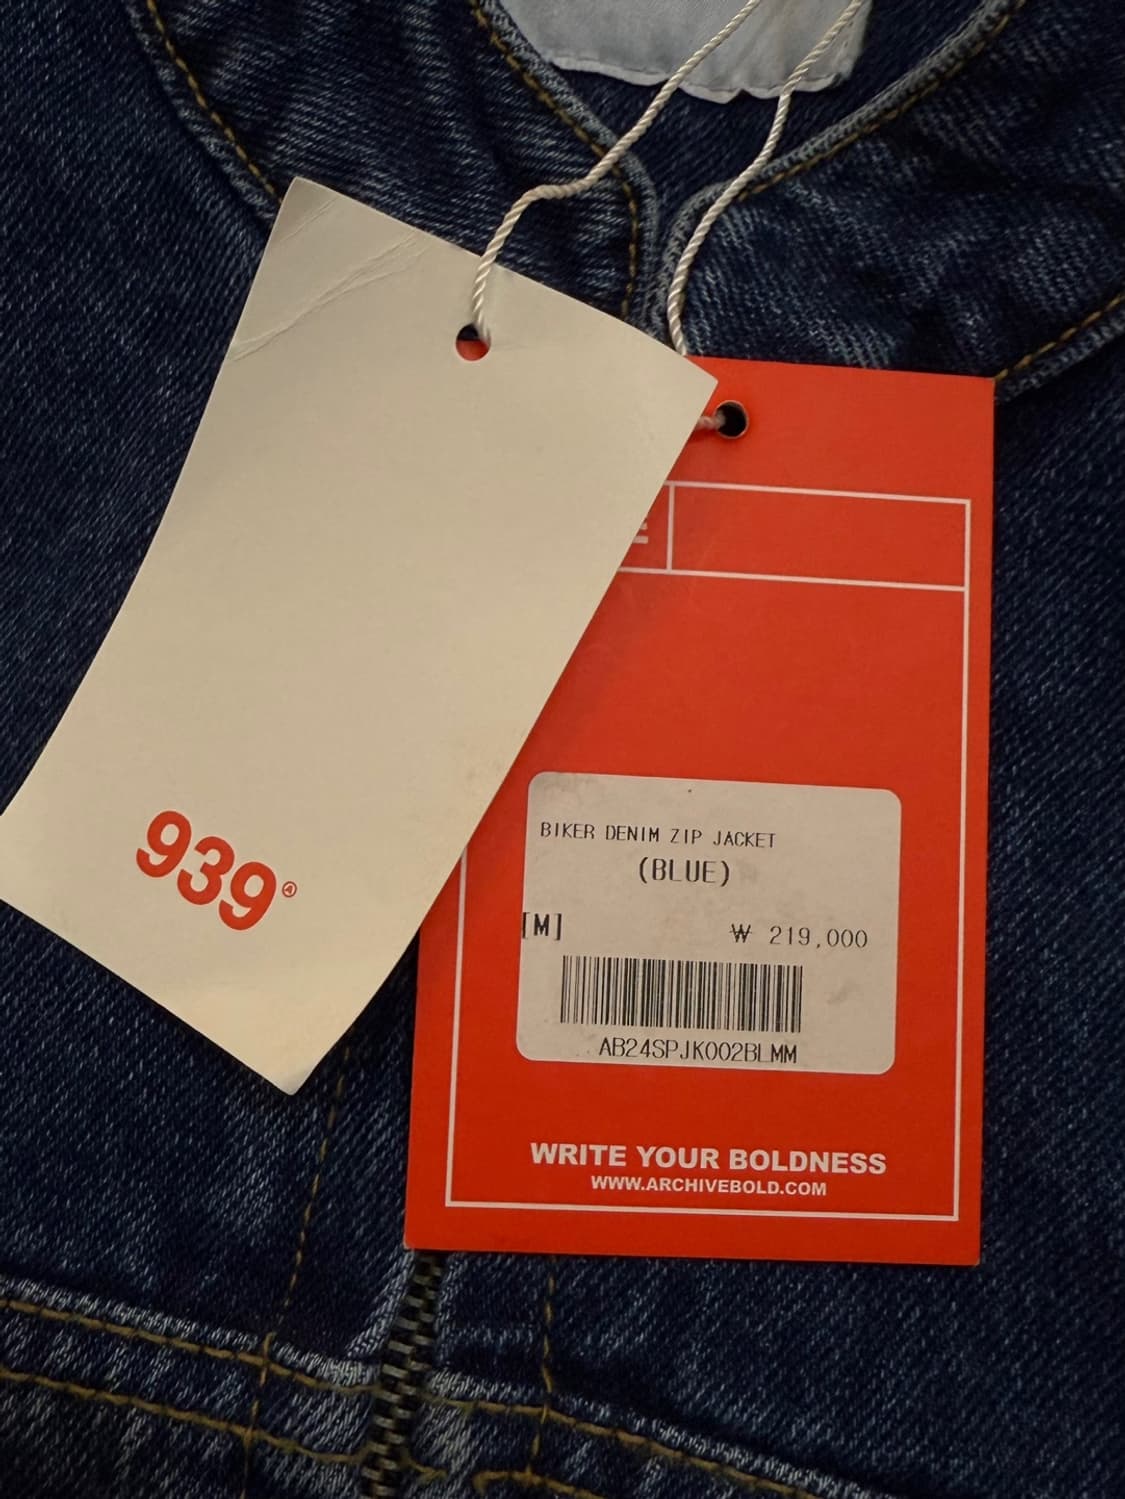 939
BIKER DENIM ZIP JACKET
(BLUE)
[M] ₩ 219,000
AB24SPJK002BLMM
WRITE YOUR BOLDNESS
WWW.ARCHIVEBOLD.COM